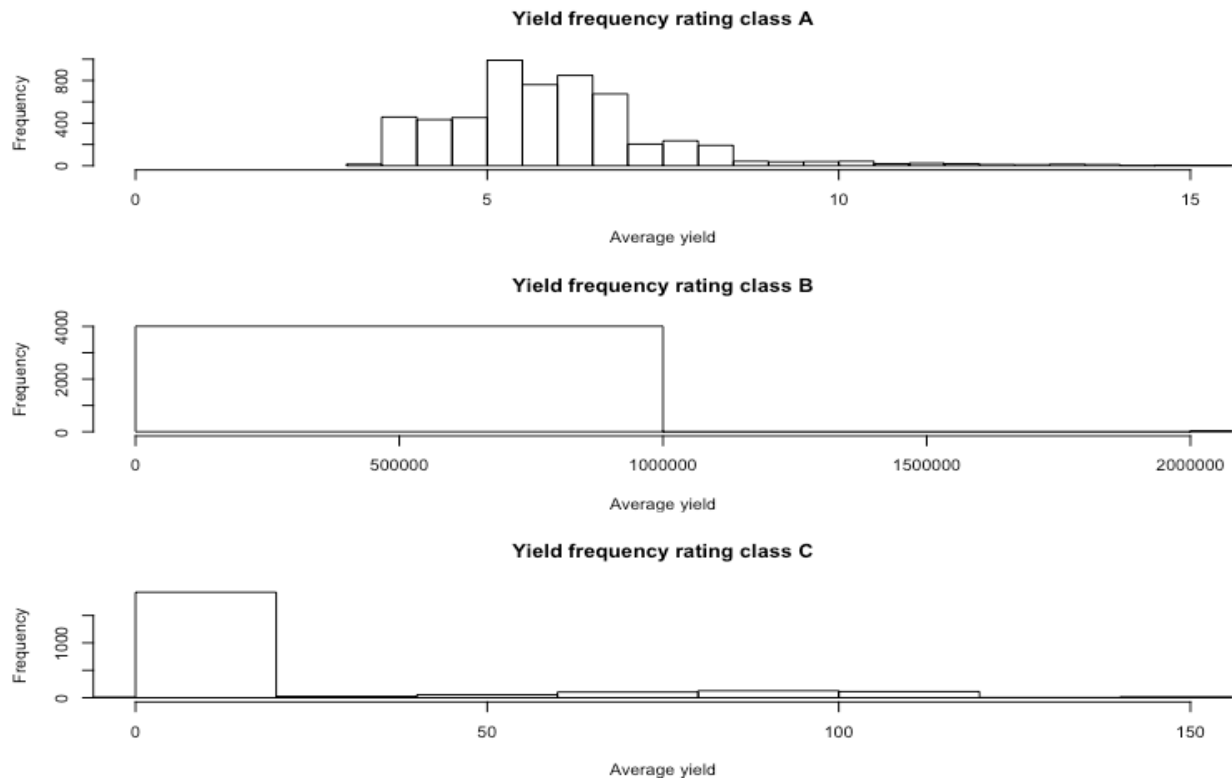 Yield frequency rating class A
Frequency
0 400 800
0 5 10 15
Average yield
Yield frequency rating class B
Frequency
0 2000 4000
0 500000 1000000 1500000 2000000
Average yield
Yield frequency rating class C
Frequency
0 1000
0 50 100 150
Average yield